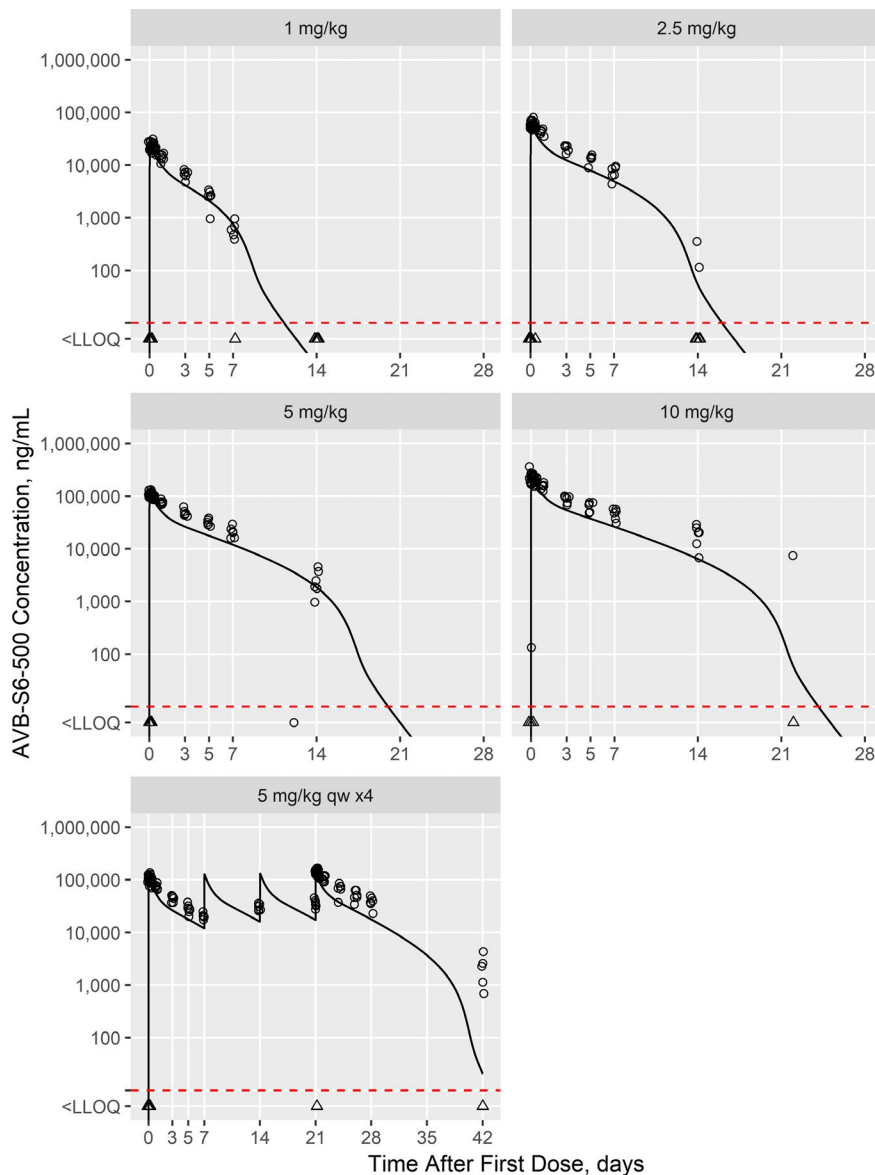 1 mg/kg
2.5 mg/kg
1,000,000
100,000
10,000
1,000
100
<LLOQ
0 3 5 7 14 21 28
0 3 5 7 14 21 28
5 mg/kg
10 mg/kg
1,000,000
100,000
10,000
1,000
100
<LLOQ
0 3 5 7 14 21 28
0 3 5 7 14 21 28
AVB-S6-500 Concentration, ng/mL
5 mg/kg qw x4
1,000,000
100,000
10,000
1,000
100
<LLOQ
0 3 5 7 14 21 28 35 42
Time After First Dose, days